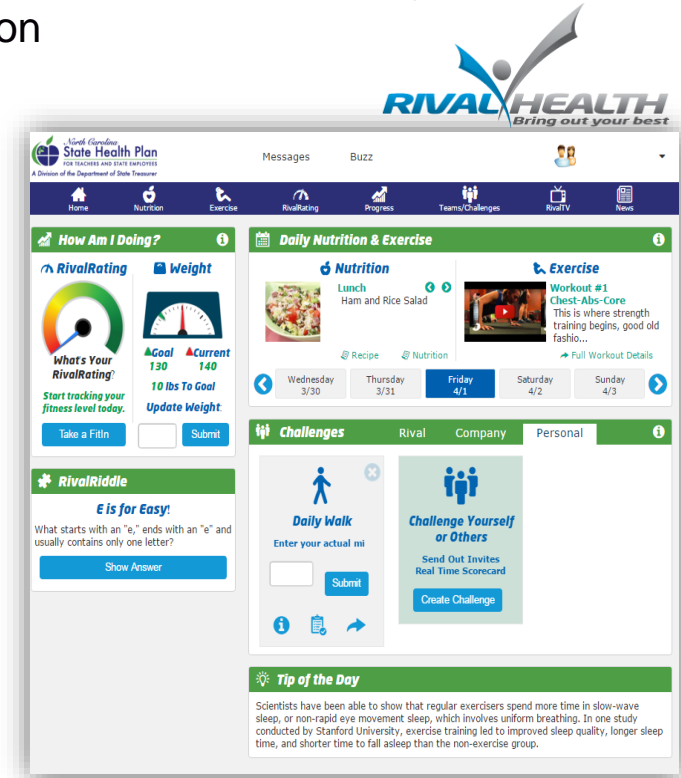 on
RIVAL HEALTH
Bring out your best
North Carolina
State Health Plan
FOR TEACHERS AND STATE EMPLOYEES
A Division of the Department of State Treasurer
Messages
Buzz
Home
Nutrition
Exercise
RivalRating
Progress
Teams/Challenges
RivalTV
News
How Am I Doing?
RivalRating
Weight
What's Your
RivalRating?
Start tracking your
fitness level today.
Take a FitIn
Goal
130
Current
140
10 lbs To Goal
Update Weight:
Submit
RivalRiddle
E is for Easy!
What starts with an "e," ends with an "e" and
usually contains only one letter?
Show Answer
Daily Nutrition & Exercise
Nutrition
Lunch
Ham and Rice Salad
Recipe
Nutrition
Exercise
Workout #1
Chest-Abs-Core
This is where strength
training begins, good old
fashio...
Full Workout Details
Wednesday
3/30
Thursday
3/31
Friday
4/1
Saturday
4/2
Sunday
4/3
Challenges
Rival
Company
Personal
Daily Walk
Enter your actual mi
Submit
Challenge Yourself
or Others
Send Out Invites
Real Time Scorecard
Create Challenge
Tip of the Day
Scientists have been able to show that regular exercisers spend more time in slow-wave
sleep, or non-rapid eye movement sleep, which involves uniform breathing. In one study
conducted by Stanford University, exercise training led to improved sleep quality, longer sleep
time, and shorter time to fall asleep than the non-exercise group.